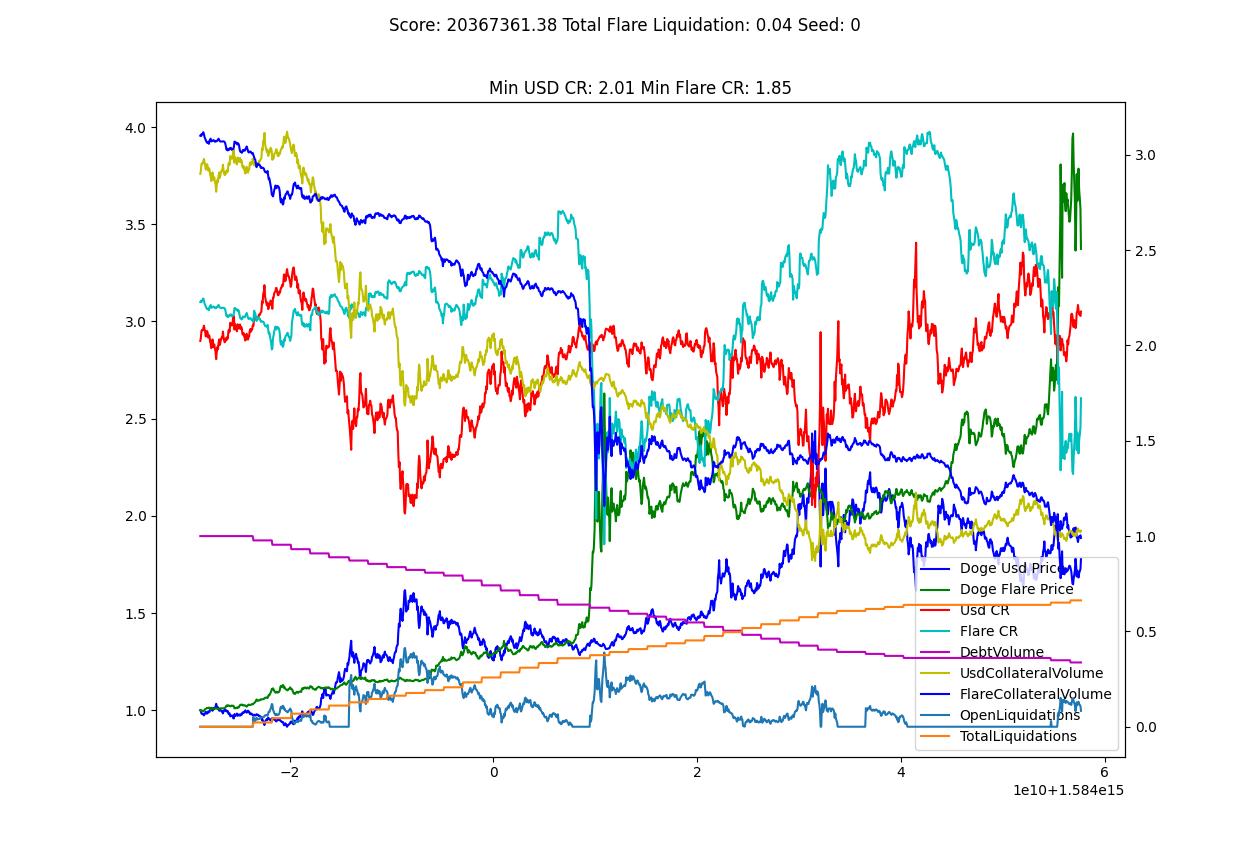 Score: 20367361.38 Total Flare Liquidation: 0.04 Seed: 0
Min USD CR: 2.01 Min Flare CR: 1.85
4.0
3.5
3.0
2.5
2.0
1.5
1.0
3.0
2.5
2.0
1.5
1.0
0.5
0.0
Doge Usd Price
Doge Flare Price
Usd CR
Flare CR
DebtVolume
UsdCollateralVolume
FlareCollateralVolume
OpenLiquidations
TotalLiquidations
−2 0 2 4 6
1e10+1.584e15